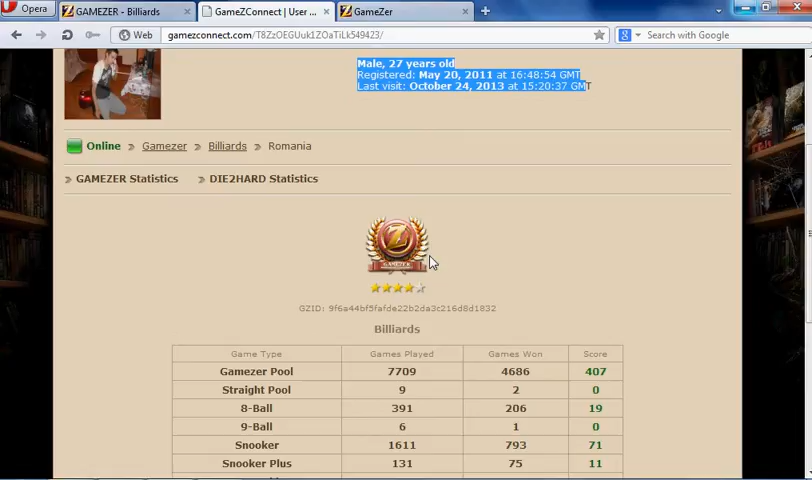 Opera
GAMEZER - Billiards
GameZConnect | User ...
GameZer
Web
gamezconnect.com/T8ZzOEGUuk1ZOaTiLk549423/
Search with Google
Male, 27 years old
Registered: May 20, 2011 at 16:48:54 GMT
Last visit: October 24, 2013 at 15:20:37 GMT
Online » Gamezer » Billiards » Romania
» GAMEZER Statistics » DIE2HARD Statistics
GZID: 9f6a44bf5fafde22b2da3c216d8d1832
Billiards
Game Type Games Played Games Won Score
Gamezer Pool 7709 4686 407
Straight Pool 9 2 0
8-Ball 391 206 19
9-Ball 6 1 0
Snooker 1611 793 71
Snooker Plus 131 75 11